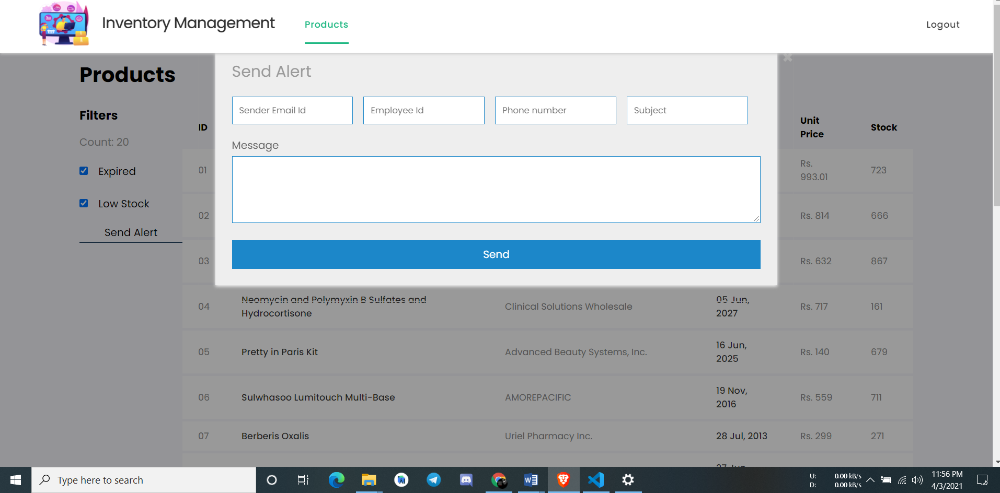 Inventory Management
Products
Logout
Products
Filters
Count: 20
Expired
Low Stock
Send Alert
Send Alert
Sender Email Id
Employee Id
Phone number
Subject
Message
Send
ID
Unit
Price
Stock
01
Rs.
993.01
723
02
Rs. 814
666
03
Rs. 632
867
04
Neomycin and Polymyxin B Sulfates and
Hydrocortisone
Clinical Solutions Wholesale
05 Jun,
2027
Rs. 717
161
05
Pretty in Paris Kit
Advanced Beauty Systems, Inc.
16 Jun,
2025
Rs. 140
679
06
Sulwhasoo Lumitouch Multi-Base
AMOREPACIFIC
19 Nov,
2016
Rs. 559
711
07
Berberis Oxalis
Uriel Pharmacy Inc.
28 Jul, 2013
Rs. 299
271
27 Jun,
Type here to search
U: 0.00 kB/s
D: 0.00 kB/s
11:56 PM
4/3/2021